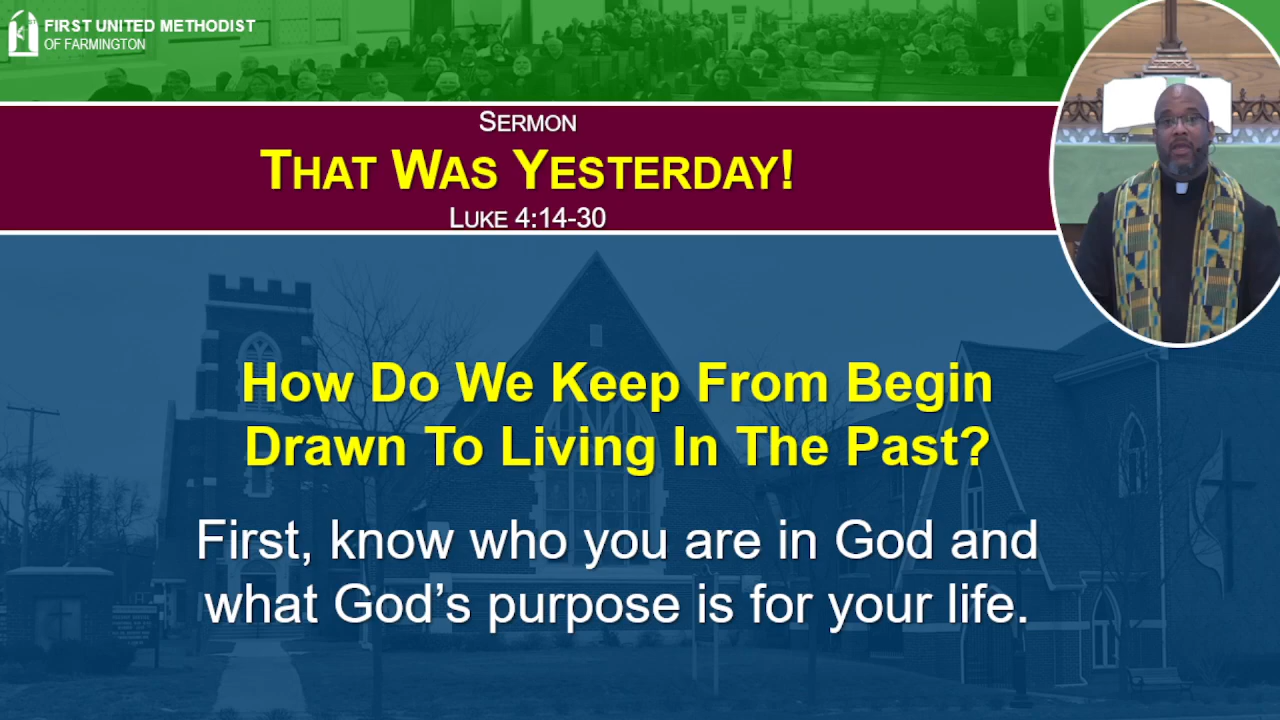 FIRST UNITED METHODIST
OF FARMINGTON
SERMON
THAT WAS YESTERDAY!
LUKE 4:14-30
How Do We Keep From Begin
Drawn To Living In The Past?
First, know who you are in God and
what God's purpose is for your life.